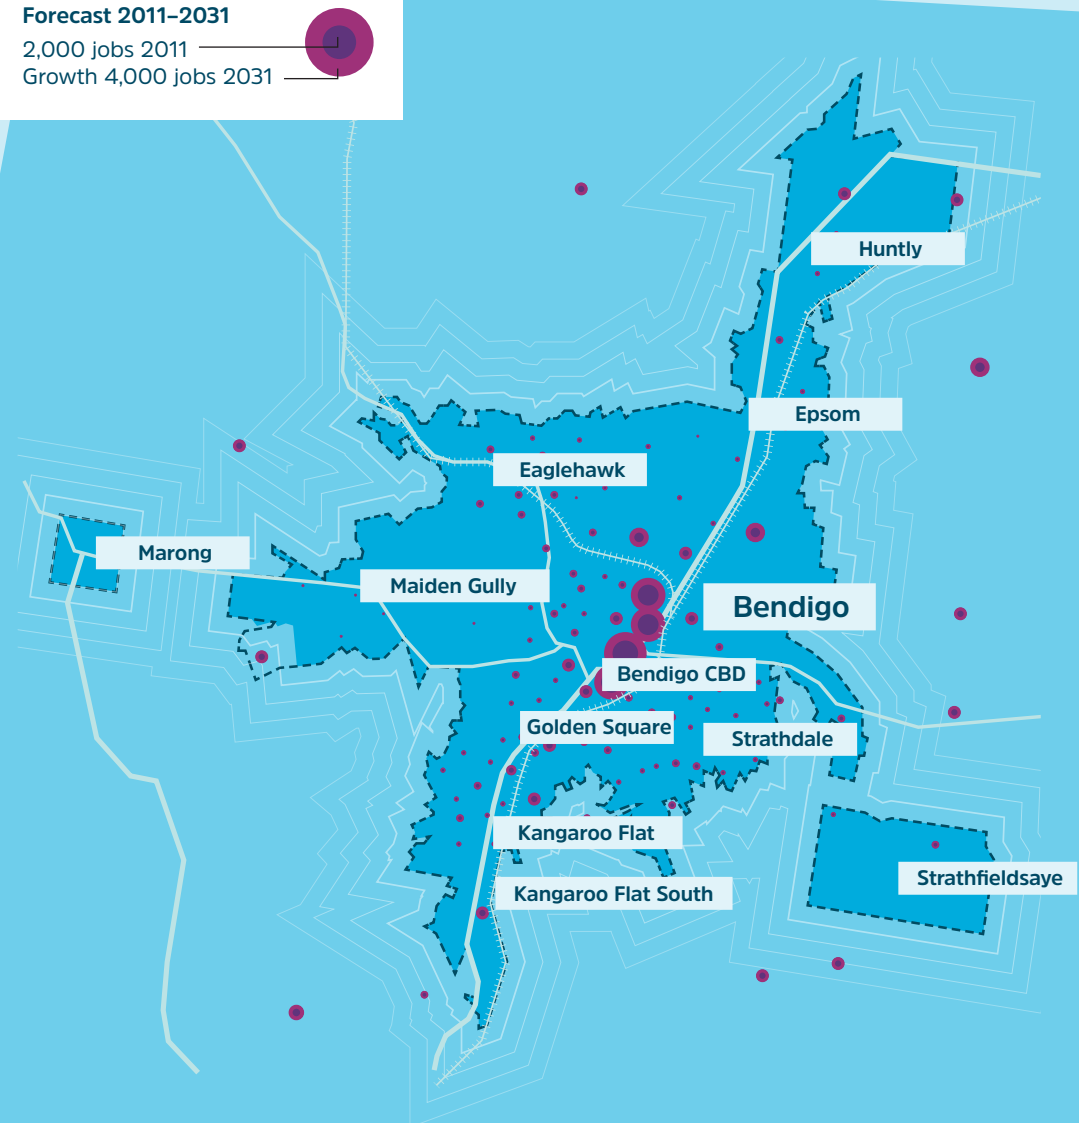 Forecast 2011–2031
2,000 jobs 2011
Growth 4,000 jobs 2031
Huntly
Epsom
Eaglehawk
Marong
Maiden Gully
Bendigo
Bendigo CBD
Golden Square
Strathdale
Kangaroo Flat
Strathfieldsaye
Kangaroo Flat South